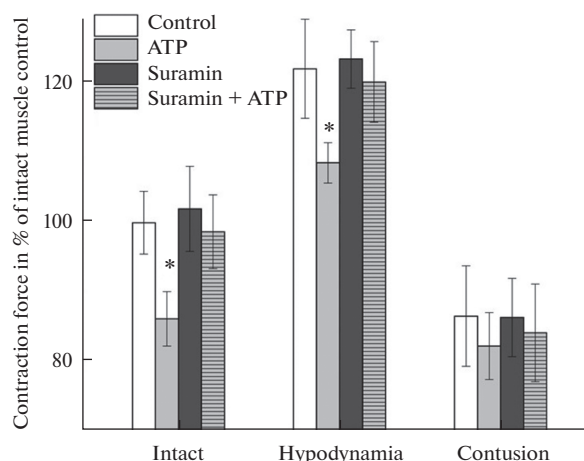 Control
ATP
Suramin
Suramin + ATP
Contraction force in % of intact muscle control
120
100
80
*
*
Intact
Hypodynamia
Contusion